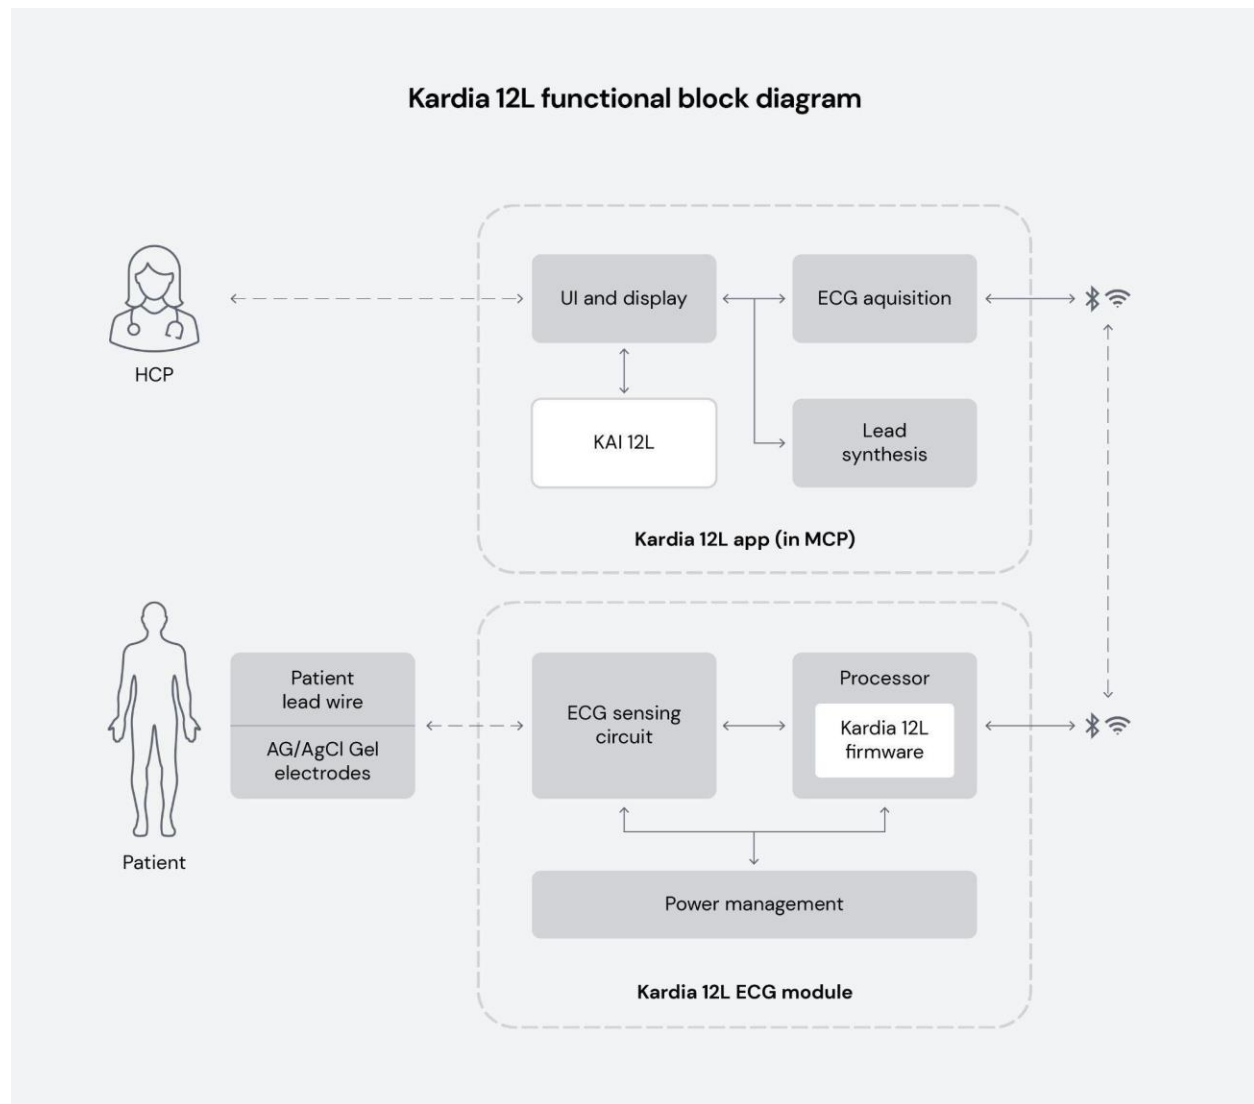 Kardia 12L functional block diagram
UI and display
ECG aquisition
HCP
KAI 12L
Lead
synthesis
Kardia 12L app (in MCP)
Patient
lead wire
AG/AgCl Gel
electrodes
ECG sensing
circuit
Processor
Kardia 12L
firmware
Patient
Power management
Kardia 12L ECG module